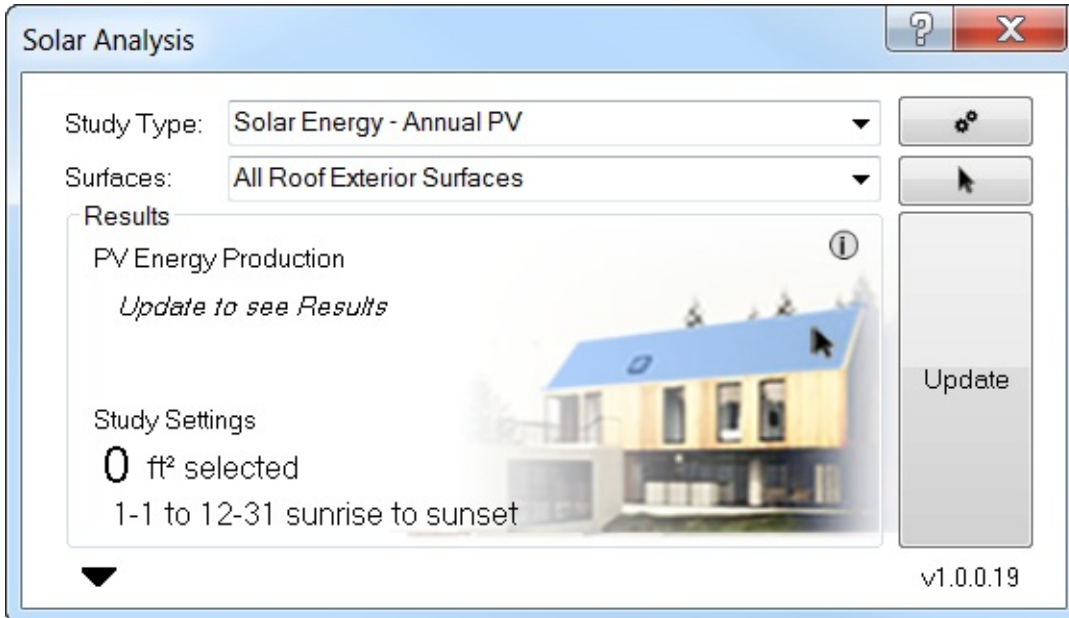 Solar Analysis
Study Type: Solar Energy - Annual PV
Surfaces: All Roof Exterior Surfaces
Results
PV Energy Production
Update to see Results
Update
Study Settings
0 ft² selected
1-1 to 12-31 sunrise to sunset
v1.0.0.19